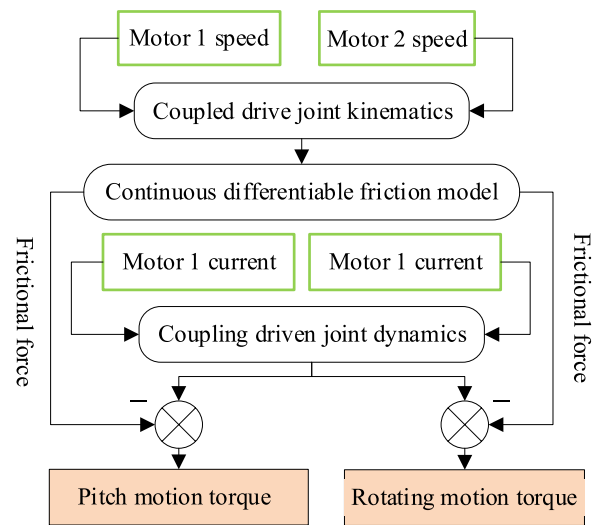 Motor 1 speed
Motor 2 speed
Coupled drive joint kinematics
Continuous differentiable friction model
Frictional force
Motor 1 current
Motor 1 current
Frictional force
Coupling driven joint dynamics
−
−
Pitch motion torque
Rotating motion torque